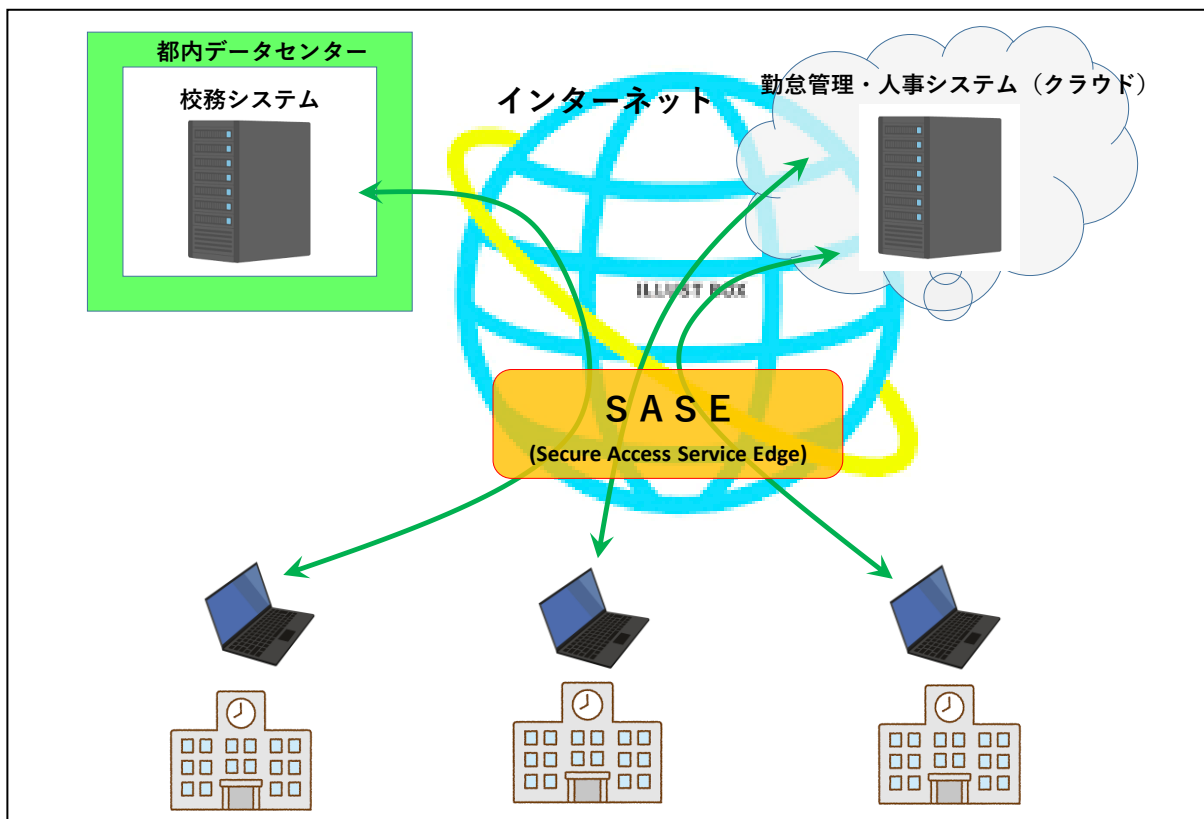 都内データセンター
校務システム
インターネット
勤怠管理・人事システム（クラウド）
ILLUST BOX
ＳＡＳＥ
(Secure Access Service Edge)